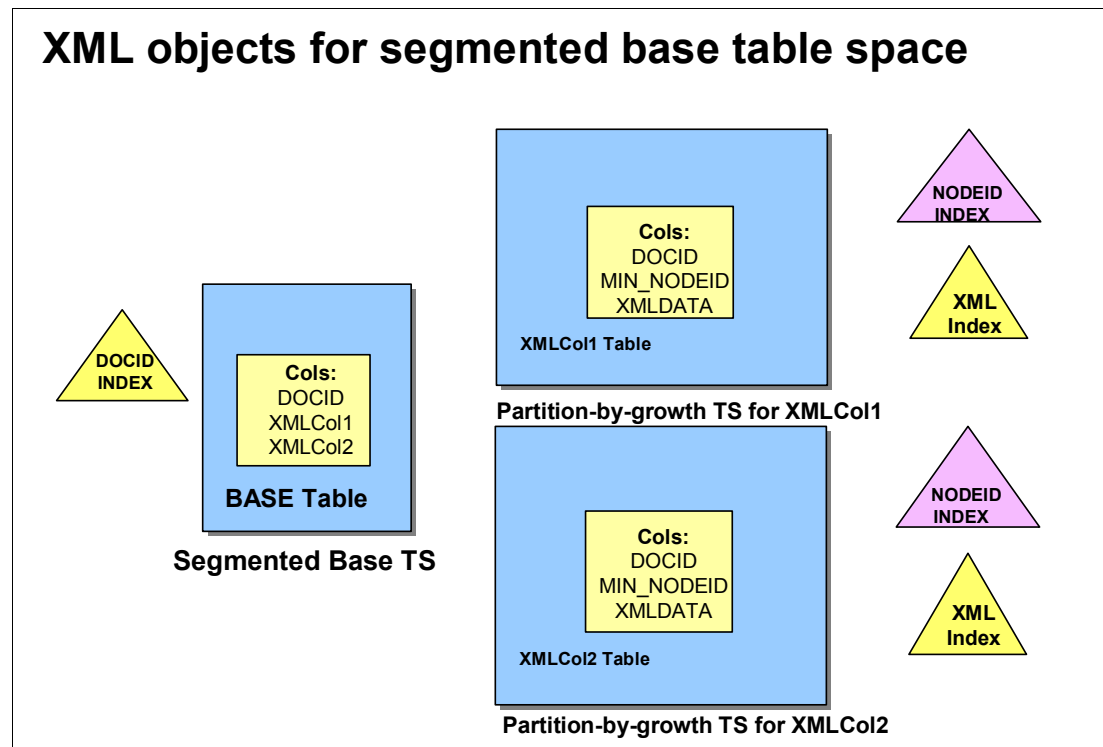 XML objects for segmented base table space
DOCID
INDEX
Cols:
DOCID
XMLCol1
XMLCol2
BASE Table
Segmented Base TS
Cols:
DOCID
MIN_NODEID
XMLDATA
XMLCol1 Table
Partition-by-growth TS for XMLCol1
NODEID
INDEX
XML
Index
Cols:
DOCID
MIN_NODEID
XMLDATA
XMLCol2 Table
Partition-by-growth TS for XMLCol2
NODEID
INDEX
XML
Index